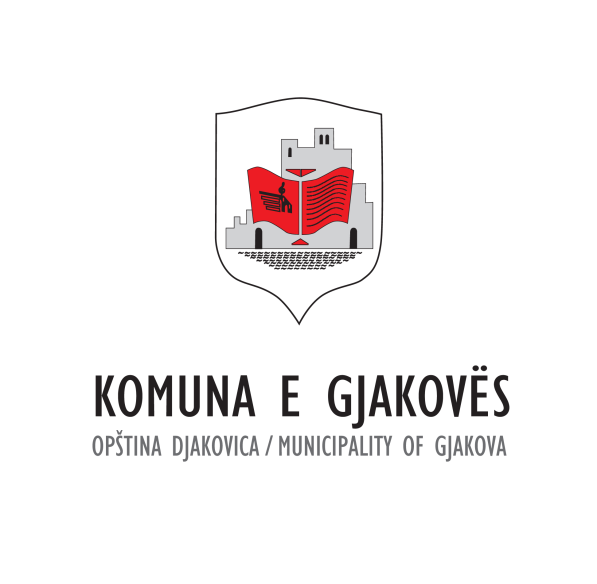 KOMUNA E GJAKOVËS
OPŠTINA DJAKOVICA / MUNICIPALITY OF GJAKOVA